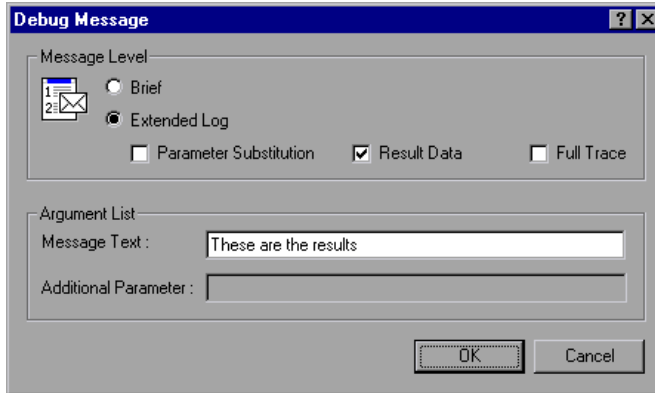 Debug Message
Message Level
Brief
Extended Log
Parameter Substitution Result Data Full Trace
Argument List
Message Text : These are the results
Additional Parameter :
OK Cancel